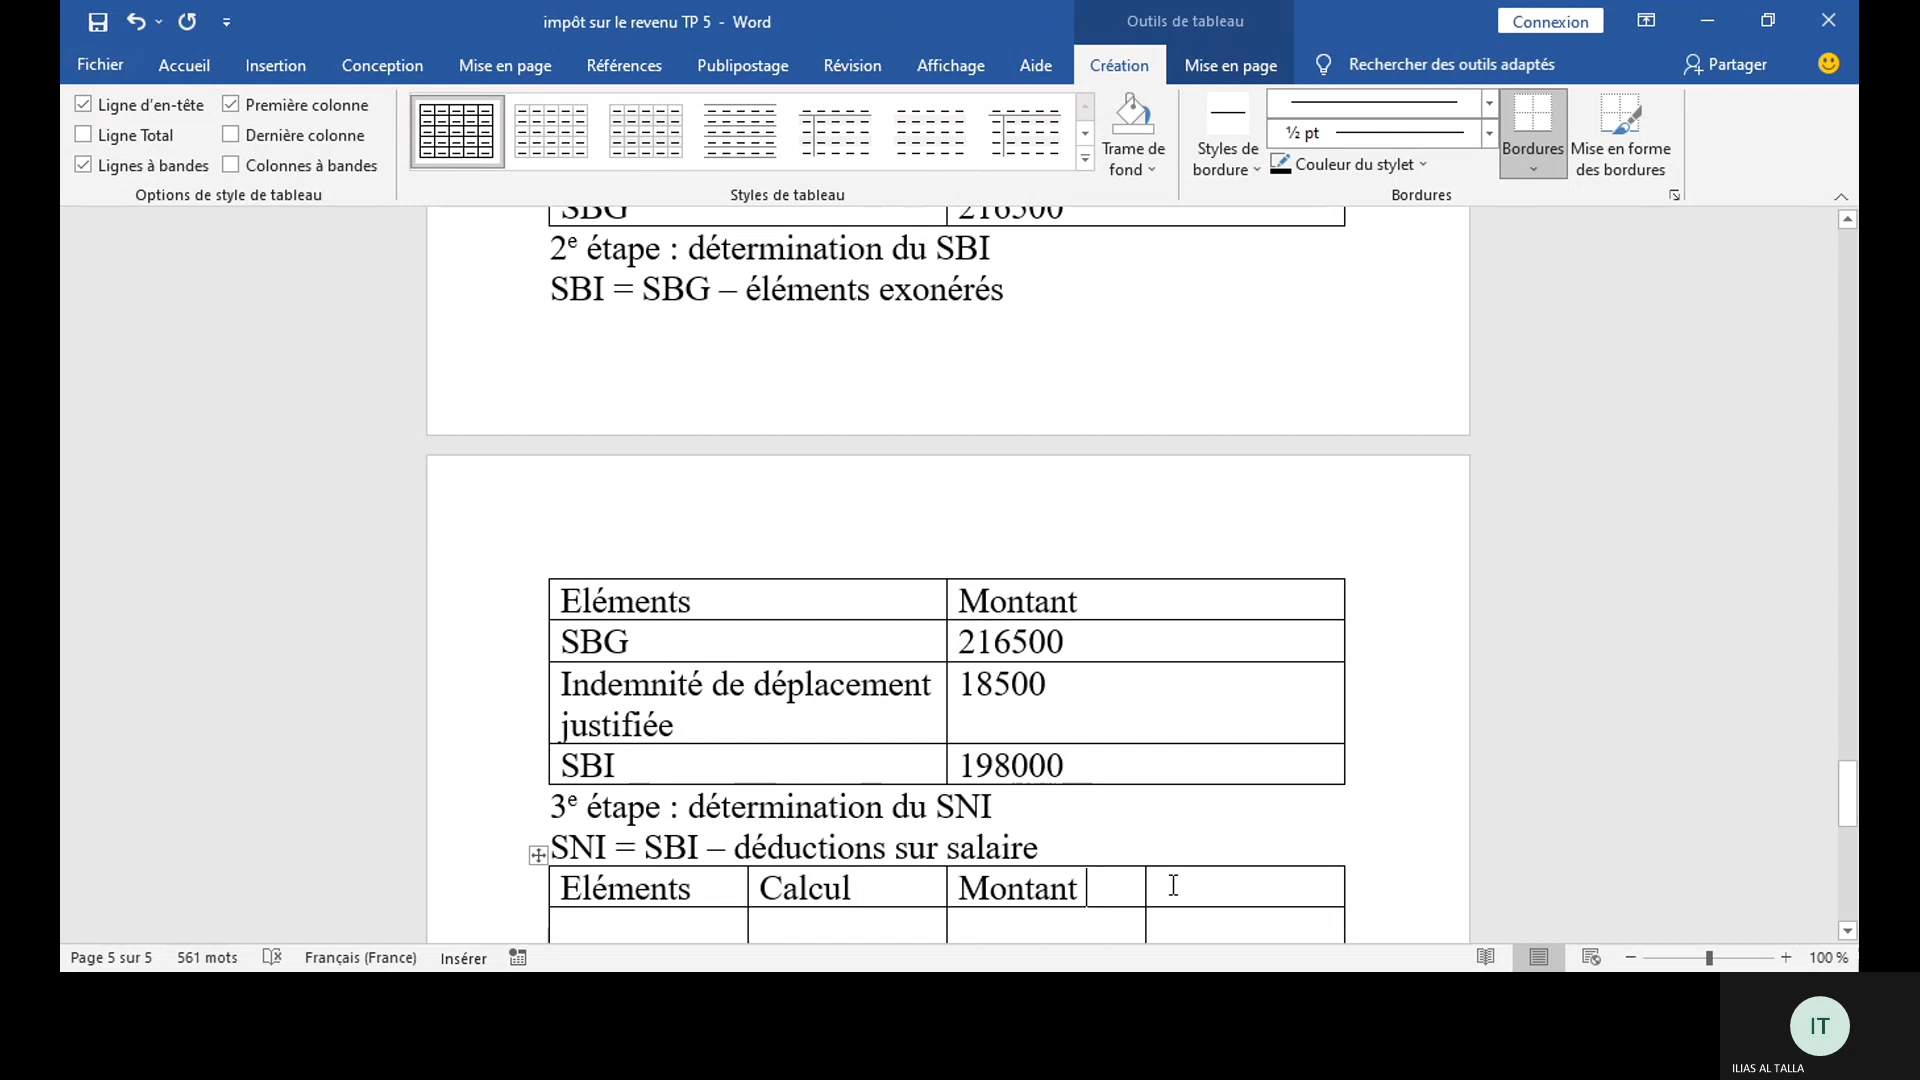 impôt sur le revenu TP 5 - Word
Outils de tableau
Connexion
Fichier Accueil Insertion Conception Mise en page Références Publipostage Révision Affichage Aide Création Mise en page Rechercher des outils adaptés Partager
Ligne d'en-tête Première colonne
Ligne Total Dernière colonne
Lignes à bandes Colonnes à bandes
Options de style de tableau
Styles de tableau
Trame de fond
Styles de bordure
½ pt
Couleur du stylet
Bordures
Mise en forme des bordures
Bordures
SBG 216500
2e étape : détermination du SBI
SBI = SBG – éléments exonérés
Eléments Montant
SBG 216500
Indemnité de déplacement 18500
justifiée
SBI 198000
3e étape : détermination du SNI
SNI = SBI – déductions sur salaire
Eléments Calcul Montant
Page 5 sur 5 561 mots Français (France) Insérer 100 %
IT
ILIAS AL TALLA